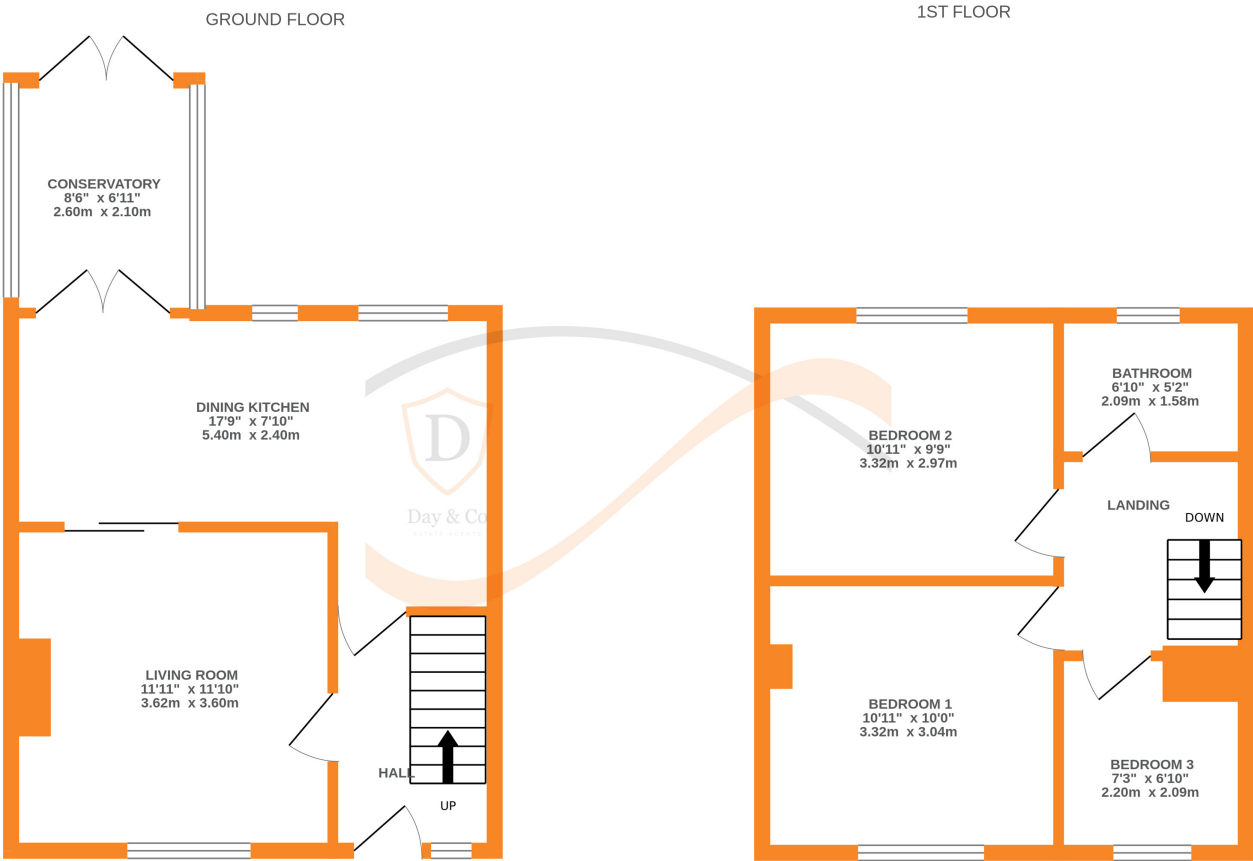 GROUND FLOOR
1ST FLOOR
CONSERVATORY
8'6" x 6'11"
2.60m x 2.10m
DINING KITCHEN
17'9" x 7'10"
5.40m x 2.40m
D
Day & Co
ESTATE AGENTS
LIVING ROOM
11'11" x 11'10"
3.62m x 3.60m
HALL
UP
BATHROOM
6'10" x 5'2"
2.09m x 1.58m
BEDROOM 2
10'11" x 9'9"
3.32m x 2.97m
LANDING
DOWN
BEDROOM 1
10'11" x 10'0"
3.32m x 3.04m
BEDROOM 3
7'3" x 6'10"
2.20m x 2.09m